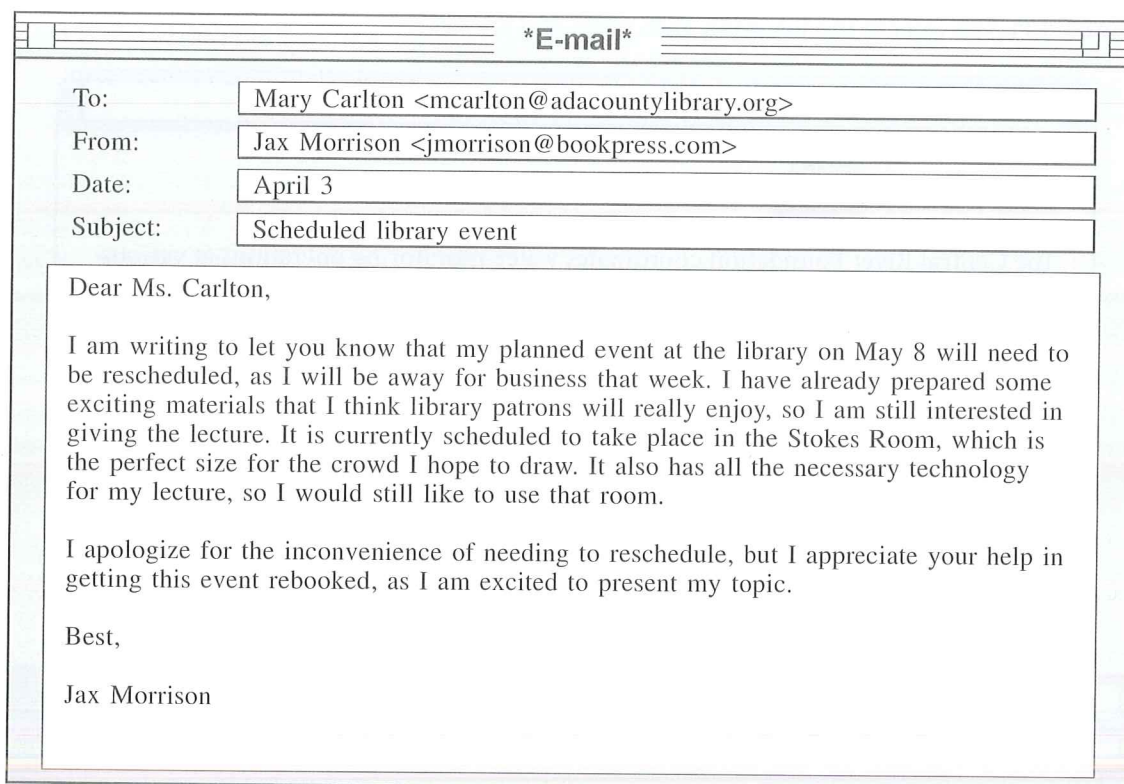 *E-mail*
To: Mary Carlton <mcarlton@adacountylibrary.org>
From: Jax Morrison <jmorrison@bookpress.com>
Date: April 3
Subject: Scheduled library event
Dear Ms. Carlton,
I am writing to let you know that my planned event at the library on May 8 will need to
be rescheduled, as I will be away for business that week. I have already prepared some
exciting materials that I think library patrons will really enjoy, so I am still interested in
giving the lecture. It is currently scheduled to take place in the Stokes Room, which is
the perfect size for the crowd I hope to draw. It also has all the necessary technology
for my lecture, so I would still like to use that room.
I apologize for the inconvenience of needing to reschedule, but I appreciate your help in
getting this event rebooked, as I am excited to present my topic.
Best,
Jax Morrison